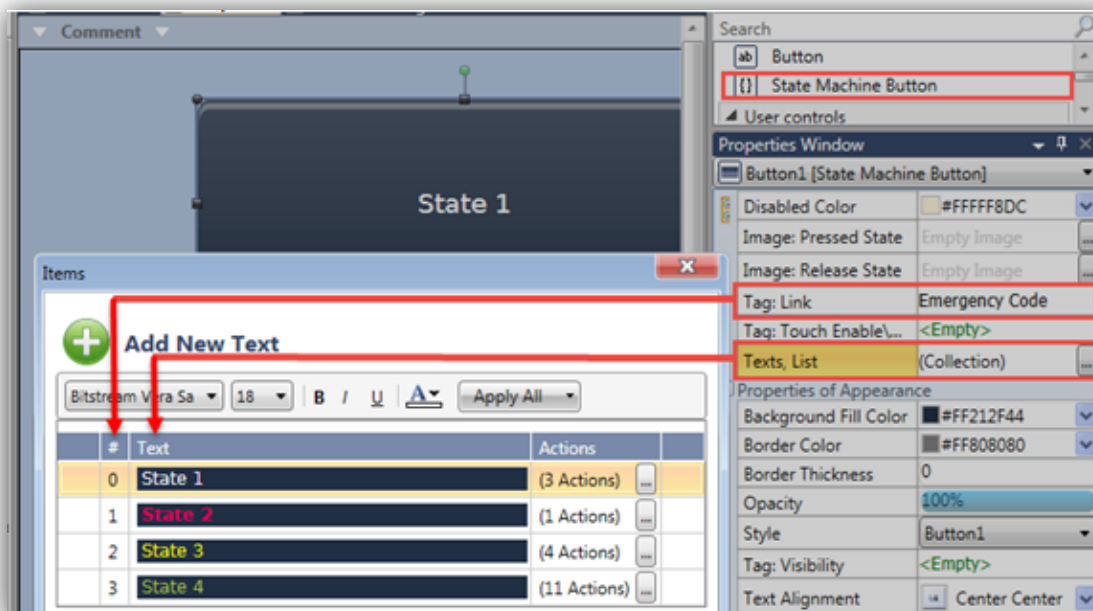 Comment
State 1
Search
Button
State Machine Button
User controls
Properties Window
Button1 [State Machine Button]
Disabled Color #FFFFF8DC
Image: Pressed State Empty Image ...
Image: Release State Empty Image ...
Tag: Link Emergency Code
Tag: Touch Enable\... <Empty>
Texts, List (Collection) ...
Properties of Appearance
Background Fill Color #FF212F44
Border Color #FF808080
Border Thickness 0
Opacity 100%
Style Button1
Tag: Visibility <Empty>
Text Alignment Center Center
Items
Add New Text
Bitstream Vera Sa 18 B I U A Apply All
# Text Actions
0 State 1 (3 Actions) ...
1 State 2 (1 Actions) ...
2 State 3 (4 Actions) ...
3 State 4 (11 Actions) ...